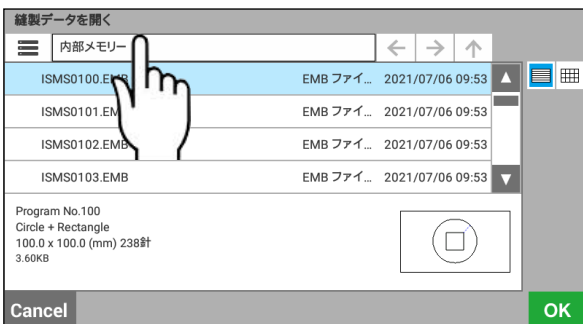 縫製データを開く
内部メモリー
ISMS0100.EMB EMB ファイ... 2021/07/06 09:53
ISMS0101.EM EMB ファイ... 2021/07/06 09:53
ISMS0102.EMB EMB ファイ... 2021/07/06 09:53
ISMS0103.EMB EMB ファイ... 2021/07/06 09:53
Program No.100
Circle + Rectangle
100.0 x 100.0 (mm) 238針
3.60KB
Cancel OK